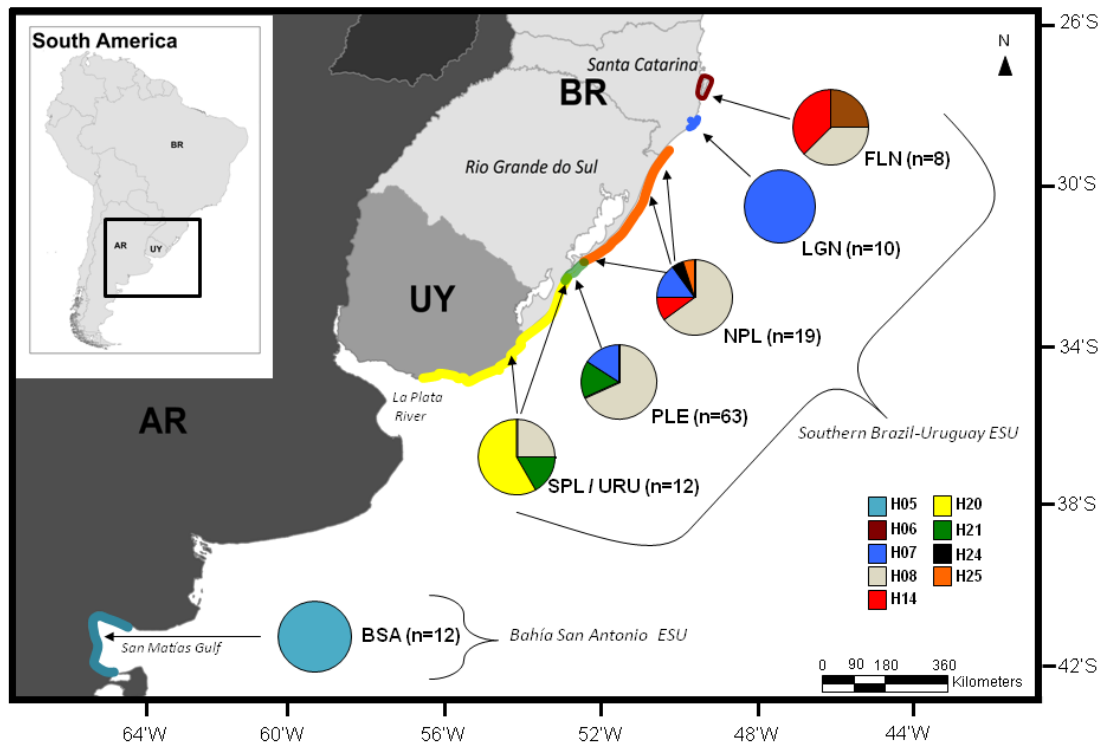 South America
BR
AR
UY
Santa Catarina
BR
Rio Grande do Sul
UY
AR
La Plata
River
San Matías Gulf
N
FLN (n=8)
LGN (n=10)
NPL (n=19)
PLE (n=63)
SPL / URU (n=12)
BSA (n=12)
Southern Brazil-Uruguay ESU
Bahía San Antonio ESU
H05
H06
H07
H08
H14
H20
H21
H24
H25
0 90 180 360
Kilometers
26°S
30°S
34°S
38°S
42°S
64°W 60°W 56°W 52°W 48°W 44°W